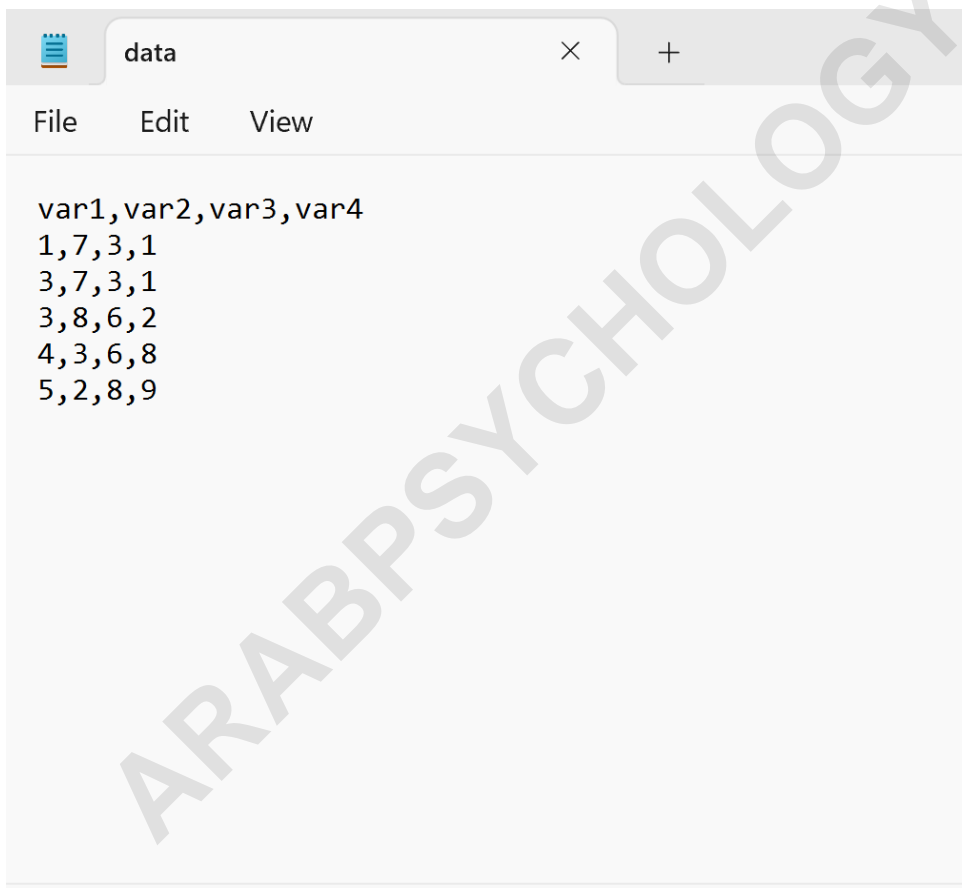 data
File Edit View
var1,var2,var3,var4
1,7,3,1
3,7,3,1
3,8,6,2
4,3,6,8
5,2,8,9
ARABPSYCHOLOGY